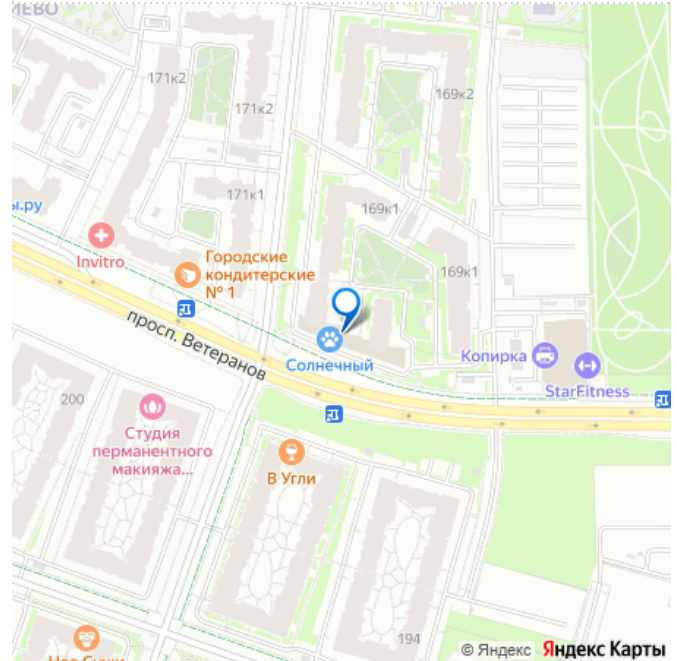 171к2
171к2
169к2
171к1
ы.ру
169к1
Invitro
Городские
кондитерские
№ 1
169к1
просп. Ветеранов
Солнечный
Копирка
StarFitness
200
Студия
перманентного
макияжа...
В Угли
194
© Яндекс Яндекс Карты